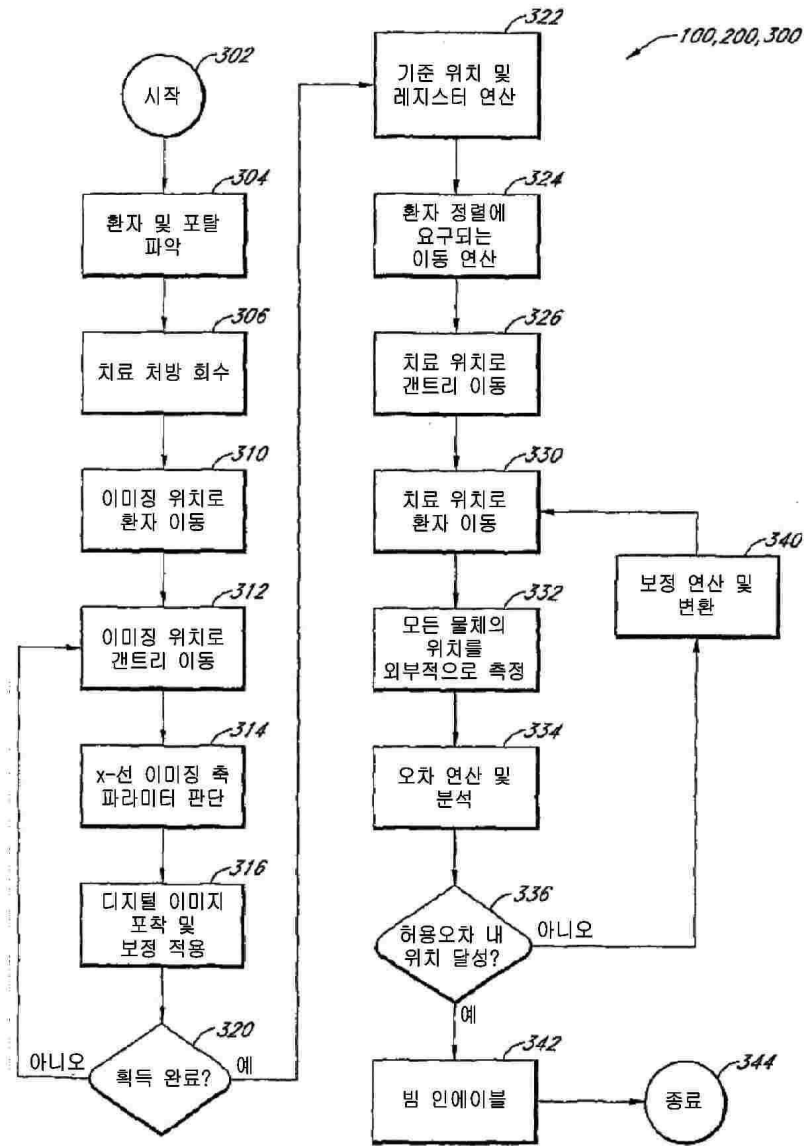 302
시작
304
환자 및 포탈
파악
306
치료 처방 회수
310
이미징 위치로
환자 이동
312
이미징 위치로
갠트리 이동
314
x-선 이미징 축
파라미터 판단
316
디지털 이미지
포착 및
보정 적용
320
획득 완료?
아니오
예
322
기준 위치 및
레지스터 연산
100,200,300
324
환자 정렬에
요구되는
이동 연산
326
치료 위치로
갠트리 이동
330
치료 위치로
환자 이동
332
모든 물체의
위치를
외부적으로 측정
334
오차 연산 및
분석
336
허용오차 내
위치 달성?
아니오
예
340
보정 연산 및
변환
342
빔 인에이블
344
종료